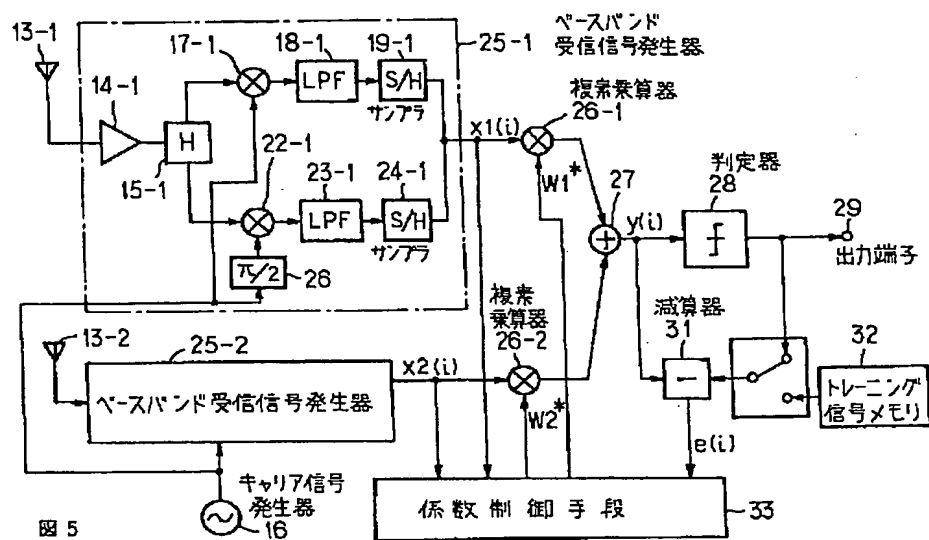 ベースバンド
受信信号発生器
13-1
14-1
H
15-1
17-1
18-1
LPF
19-1
S/H
サンプラ
25-1
22-1
23-1
LPF
24-1
S/H
サンプラ
π/2
26
x1(i)
複素乗算器
26-1
W1*
27
y(i)
判定器
28
29
出力端子
13-2
25-2
ベースバンド受信信号発生器
x2(i)
複素
乗算器
26-2
W2*
減算器
31
−
32
トレーニング
信号メモリ
e(i)
キャリア信号
発生器
16
係数制御手段
33
図5